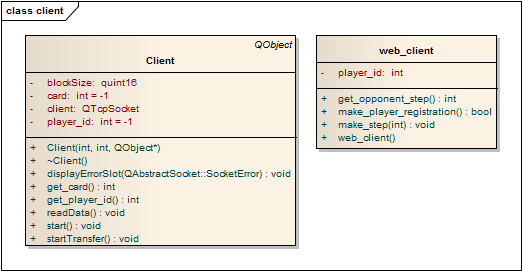 class client
QObject
Client
- blockSize: quint16
- card: int = -1
- client: QTcpSocket
- player_id: int = -1
+ Client(int, int, QObject*)
+ ~Client()
+ displayErrorSlot(QAbstractSocket::SocketError) : void
+ get_card() : int
+ get_player_id() : int
+ readData() : void
+ start() : void
+ startTransfer() : void
web_client
- player_id: int
+ get_opponent_step() : int
+ make_player_registration() : bool
+ make_step(int) : void
+ web_client()